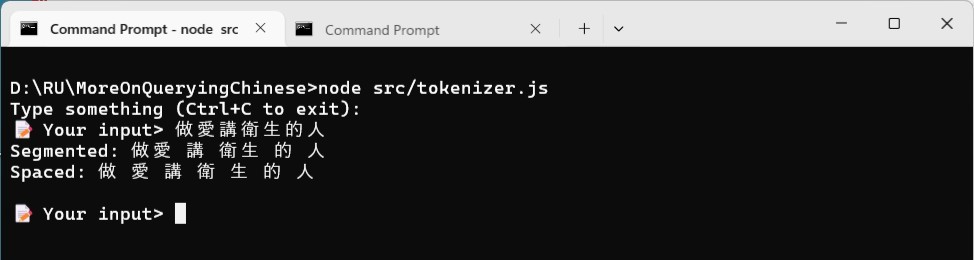 Command Prompt - node src
Command Prompt
D:\RU\MoreOnQueryingChinese>node src/tokenizer.js
Type something (Ctrl+C to exit):
📝 Your input> 做愛講衛生的人
Segmented: 做愛 講 衛生 的 人
Spaced: 做 愛 講 衛 生 的 人
📝 Your input>